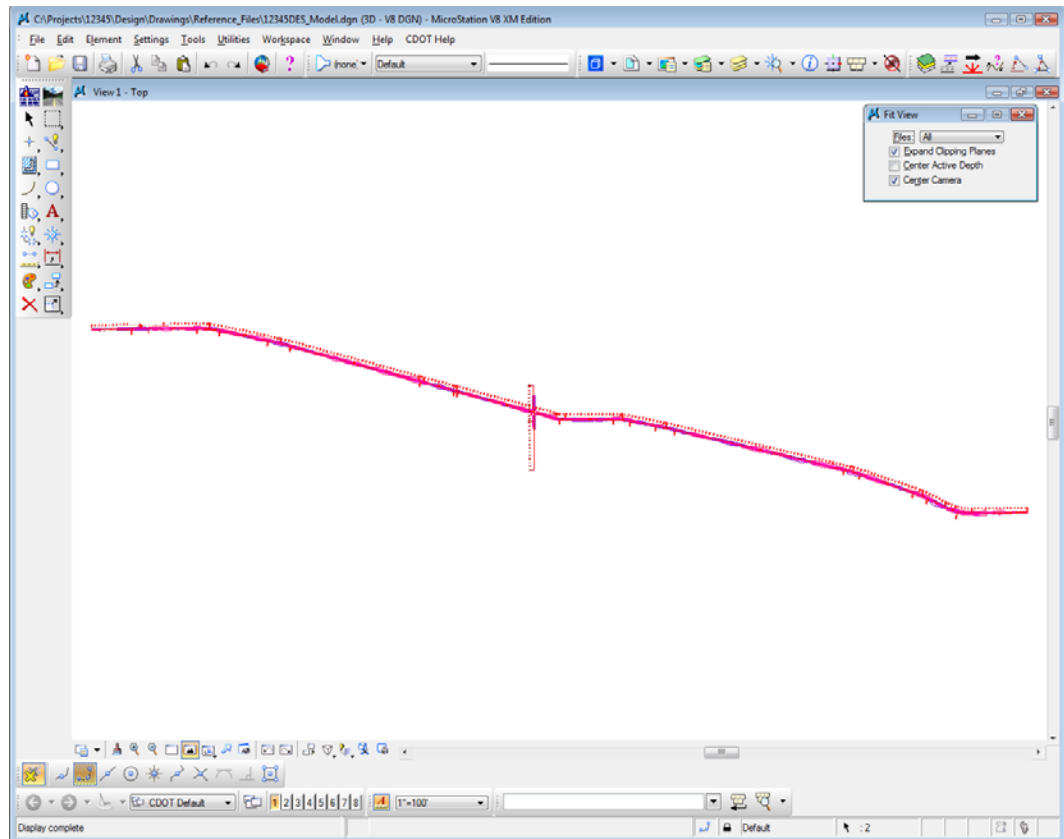 C:\Projects\12345\Design\Drawings\Reference_Files\12345DES_Model.dgn (3D - V8 DGN) - MicroStation V8 XM Edition
File Edit Element Settings Tools Utilities Workspace Window Help CDOT Help
(none) Default
View 1 - Top
Fit View
Files: All
Expand Clipping Planes
Center Active Depth
Center Camera
CDOT Default 1 2 3 4 5 6 7 8 1"=100'
Display complete Default : 2